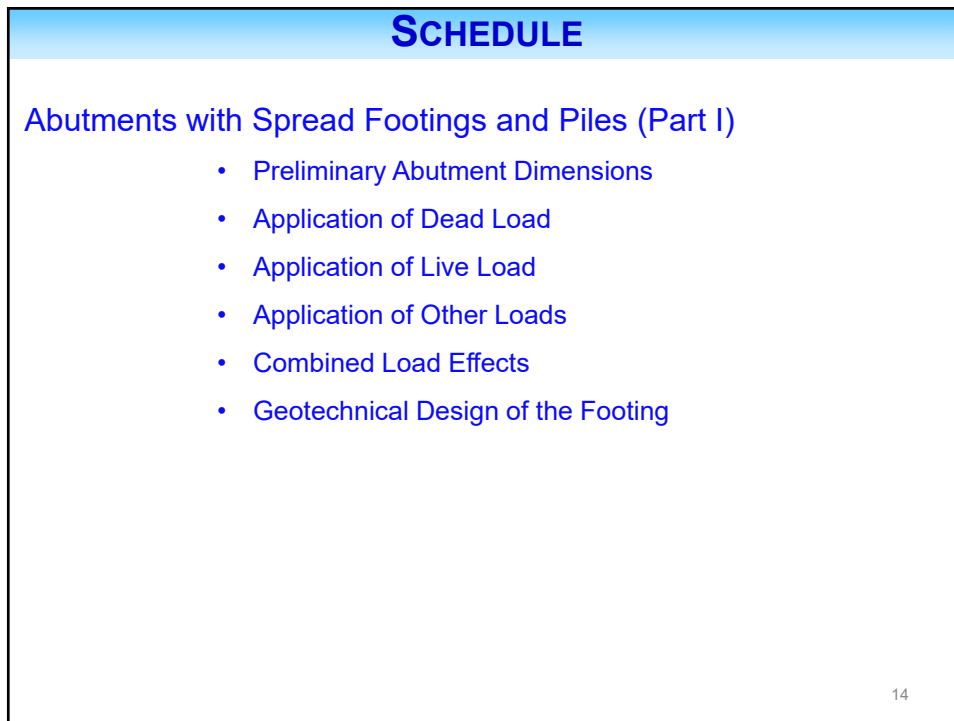 SCHEDULE
Abutments with Spread Footings and Piles (Part I)
• Preliminary Abutment Dimensions
• Application of Dead Load
• Application of Live Load
• Application of Other Loads
• Combined Load Effects
• Geotechnical Design of the Footing
14